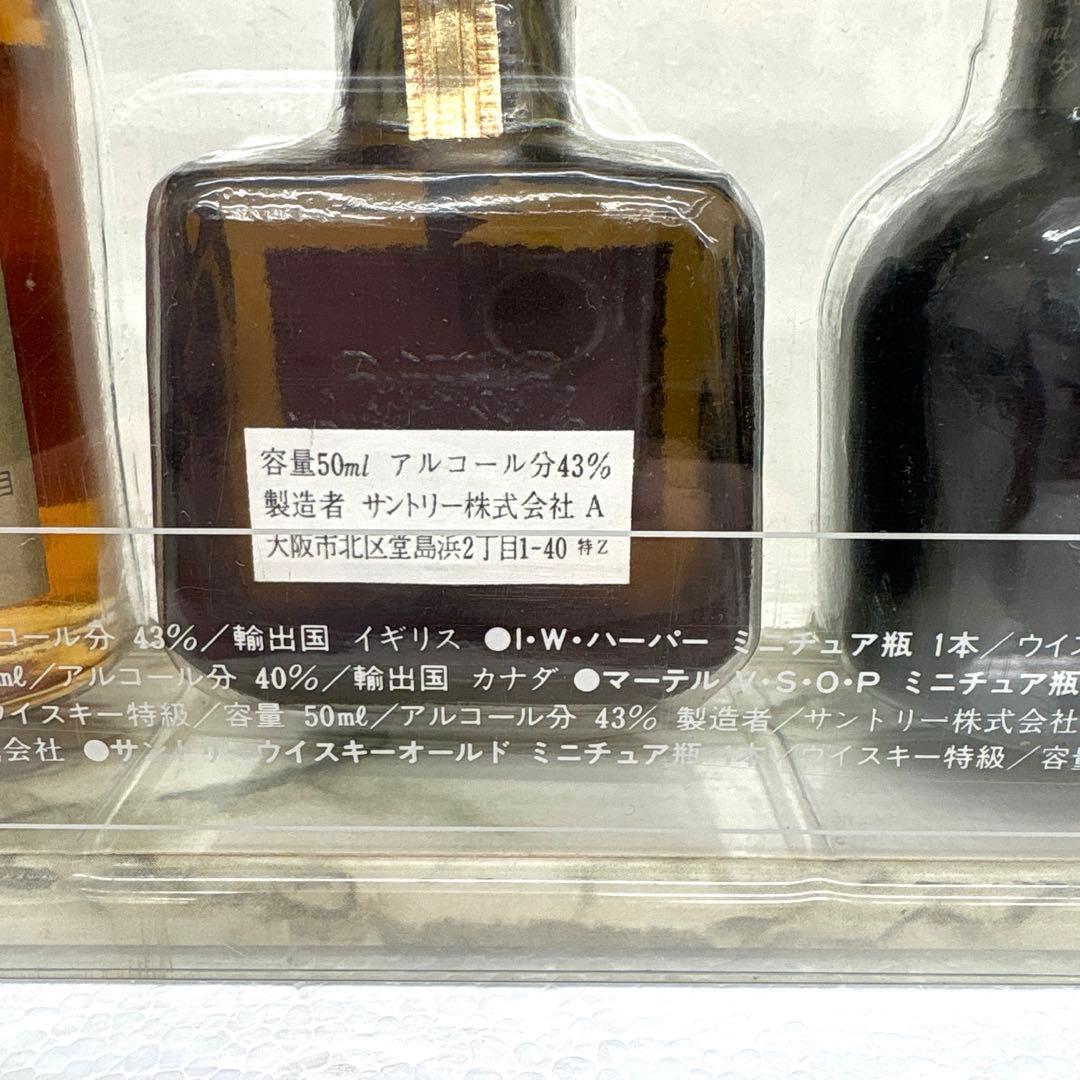 容量50ml アルコール分43%
製造者 サントリー株式会社 A
大阪市北区堂島浜2丁目1-40 特Z
コール分 43%/輸出国 イギリス ●I・W・ハーパー ミニチュア瓶 1本/ウイス
ml/アルコール分 40%/輸出国 カナダ ●マーテル V・S・O・P ミニチュア瓶
ウイスキー特級/容量 50mℓ/アルコール分 43% 製造者/サントリー株式会社
会社 ●サントリー ウイスキーオールド ミニチュア瓶 1本/ウイスキー特級/容量